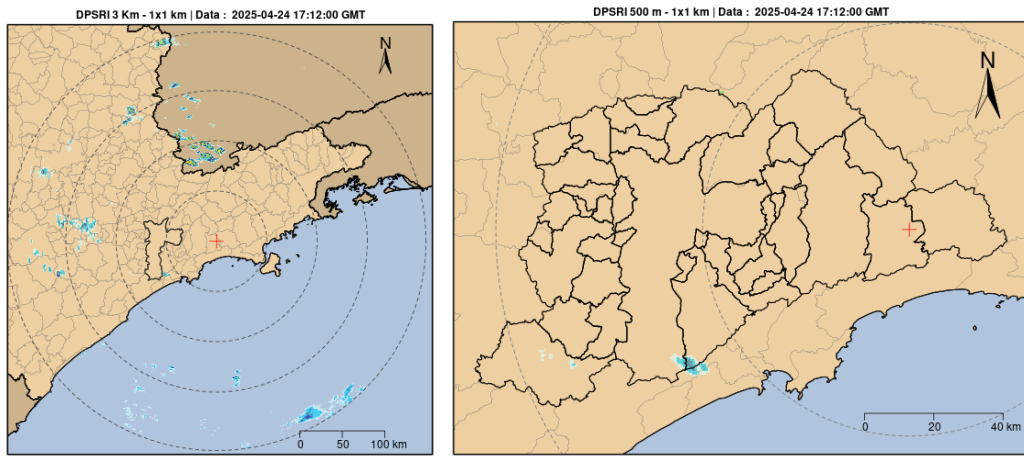 DPSRI 3 Km - 1x1 km | Data : 2025-04-24 17:12:00 GMT
N
0 50 100 km
DPSRI 500 m - 1x1 km | Data : 2025-04-24 17:12:00 GMT
N
0 20 40 km